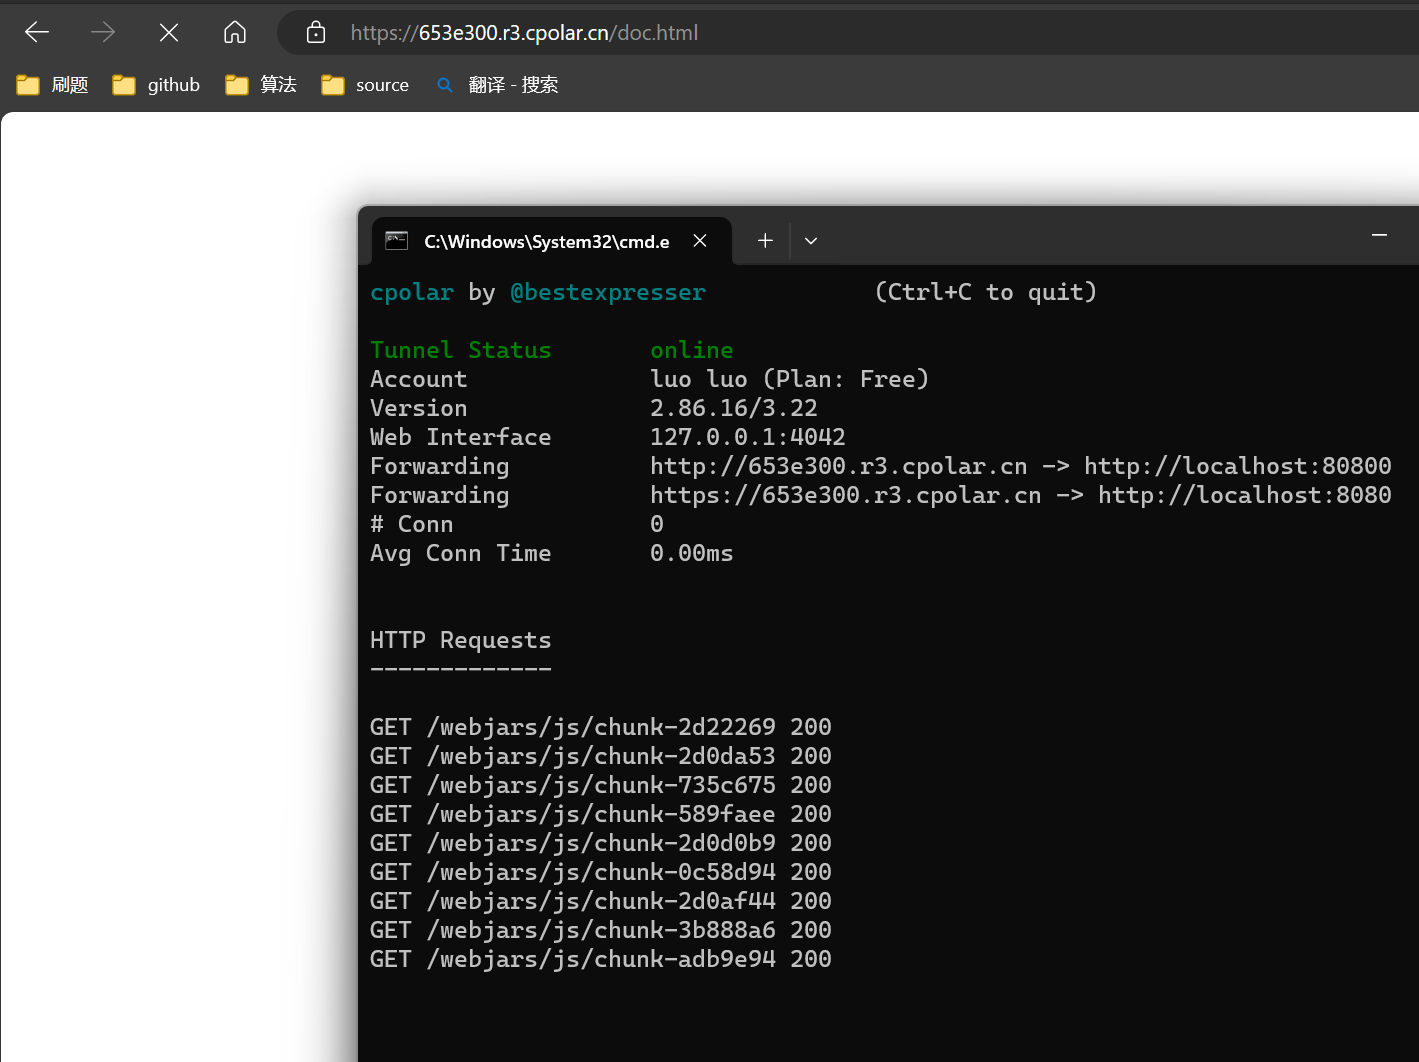 https://653e300.r3.cpolar.cn/doc.html
刷题 github 算法 source 翻译 - 搜索
C:\Windows\System32\cmd.e
cpolar by @bestexpresser (Ctrl+C to quit)
Tunnel Status online
Account luo luo (Plan: Free)
Version 2.86.16/3.22
Web Interface 127.0.0.1:4042
Forwarding http://653e300.r3.cpolar.cn -> http://localhost:80800
Forwarding https://653e300.r3.cpolar.cn -> http://localhost:8080
# Conn 0
Avg Conn Time 0.00ms
HTTP Requests
-------------
GET /webjars/js/chunk-2d22269 200
GET /webjars/js/chunk-2d0da53 200
GET /webjars/js/chunk-735c675 200
GET /webjars/js/chunk-589faee 200
GET /webjars/js/chunk-2d0d0b9 200
GET /webjars/js/chunk-0c58d94 200
GET /webjars/js/chunk-2d0af44 200
GET /webjars/js/chunk-3b888a6 200
GET /webjars/js/chunk-adb9e94 200